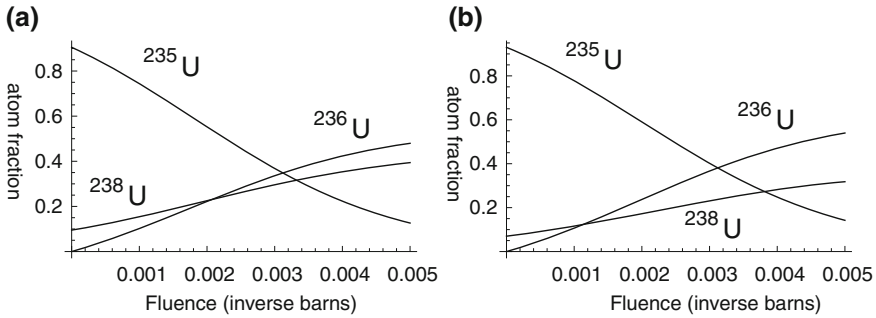 (a)
atom fraction
0.8
0.6
0.4
0.2
²³⁵U
²³⁶U
²³⁸U
0.001 0.002 0.003 0.004 0.005
Fluence (inverse barns)
(b)
atom fraction
0.8
0.6
0.4
0.2
²³⁵U
²³⁶U
²³⁸U
0.001 0.002 0.003 0.004 0.005
Fluence (inverse barns)